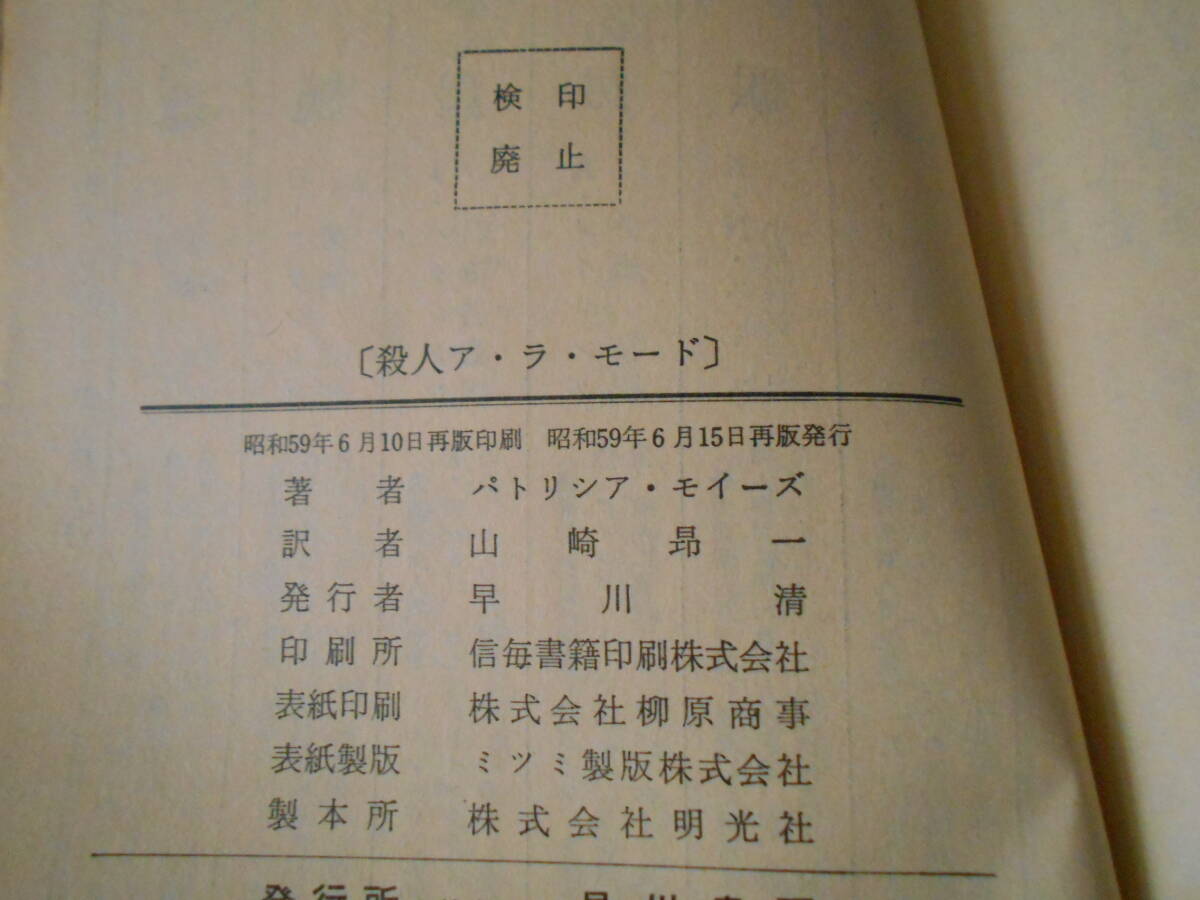 検印
廃止
〔殺人ア・ラ・モード〕
昭和59年6月10日再版印刷　昭和59年6月15日再版発行
著者　パトリシア・モイーズ
訳者　山崎昂一
発行者　早川清
印刷所　信毎書籍印刷株式会社
表紙印刷　株式会社柳原商事
表紙製版　ミツミ製版株式会社
製本所　株式会社明光社
発行所　早川